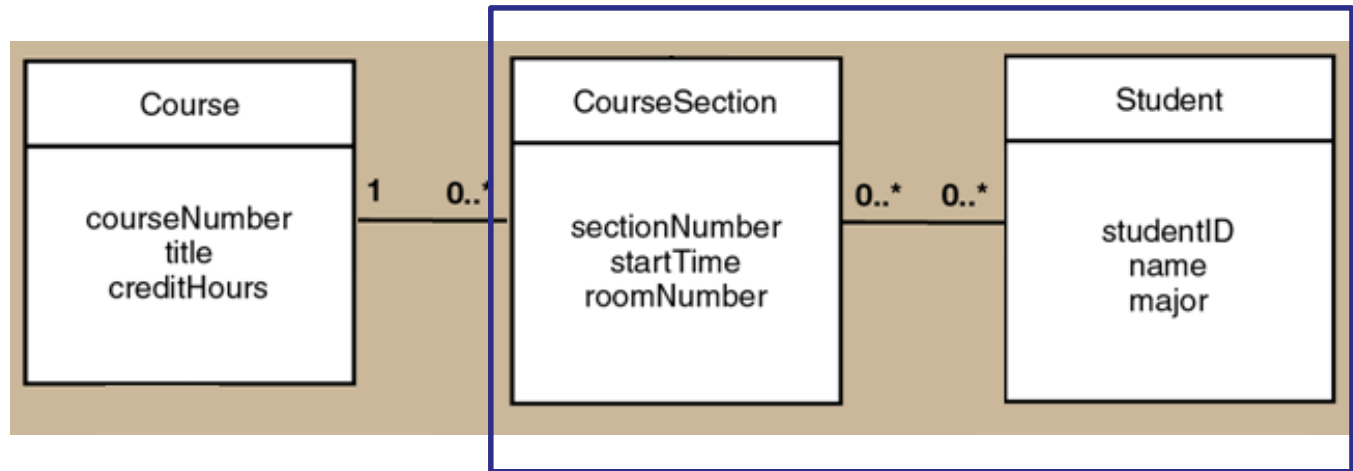 Course
courseNumber
title
creditHours
1 0..*
CourseSection
sectionNumber
startTime
roomNumber
0..* 0..*
Student
studentID
name
major